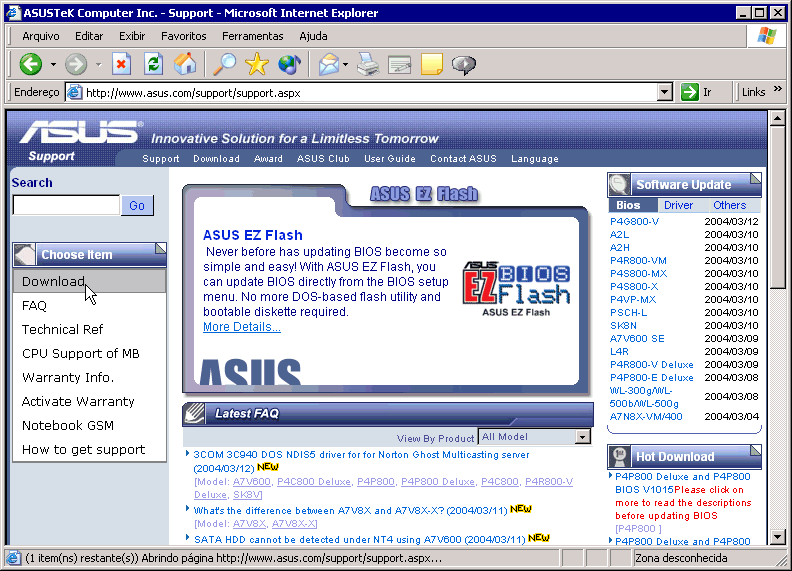 ASUSTeK Computer Inc. - Support - Microsoft Internet Explorer
Arquivo Editar Exibir Favoritos Ferramentas Ajuda
Endereço http://www.asus.com/support/support.aspx Ir Links »
ASUS® Innovative Solution for a Limitless Tomorrow
Support
Support Download Award ASUS Club User Guide Contact ASUS Language
Search
Go
Choose Item
Download
FAQ
Technical Ref
CPU Support of MB
Warranty Info.
Activate Warranty
Notebook GSM
How to get support
ASUS EZ Flash
ASUS EZ Flash
Never before has updating BIOS become so
simple and easy! With ASUS EZ Flash, you
can update BIOS directly from the BIOS setup
menu. No more DOS-based flash utility and
bootable diskette required.
More Details...
ASUS
EZ BIOS
Flash
ASUS EZ Flash
ASUS
Latest FAQ
View By Product All Model
3COM 3C940 DOS NDIS5 driver for for Norton Ghost Multicasting server
(2004/03/12) NEW
[Model: A7V600, P4C800 Deluxe, P4P800, P4P800 Deluxe, P4C800, P4R800-V
Deluxe, SK8V]
What's the difference between A7V8X and A7V8X-X? (2004/03/11) NEW
[Model: A7V8X, A7V8X-X]
SATA HDD cannot be detected under NT4 using A7V600 (2004/03/11) NEW
Software Update
Bios Driver Others
P4G800-V 2004/03/12
A2L 2004/03/10
A2H 2004/03/10
P4R800-VM 2004/03/10
P4S800-MX 2004/03/10
P4S800-X 2004/03/10
P4VP-MX 2004/03/10
PSCH-L 2004/03/10
SK8N 2004/03/10
A7V600 SE 2004/03/09
L4R 2004/03/09
P4R800-V Deluxe 2004/03/09
P4P800-E Deluxe 2004/03/08
WL-300g/WL-
500b/WL-500g 2004/03/08
A7N8X-VM/400 2004/03/04
Hot Download
P4P800 Deluxe and P4P800
BIOS V1015Please click on
more to read the descriptions
before updating BIOS
[P4P800 ]
P4P800 Deluxe and P4P800
(1 item(ns) restante(s)) Abrindo página http://www.asus.com/support/support.aspx... Zona desconhecida